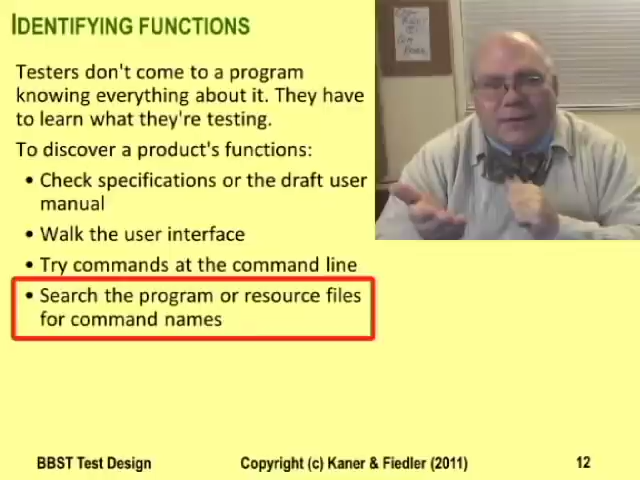 IDENTIFYING FUNCTIONS
Testers don't come to a program
knowing everything about it. They have
to learn what they're testing.
To discover a product's functions:
• Check specifications or the draft user
manual
• Walk the user interface
• Try commands at the command line
• Search the program or resource files
for command names
BBST Test Design
Copyright (c) Kaner & Fiedler (2011)
12